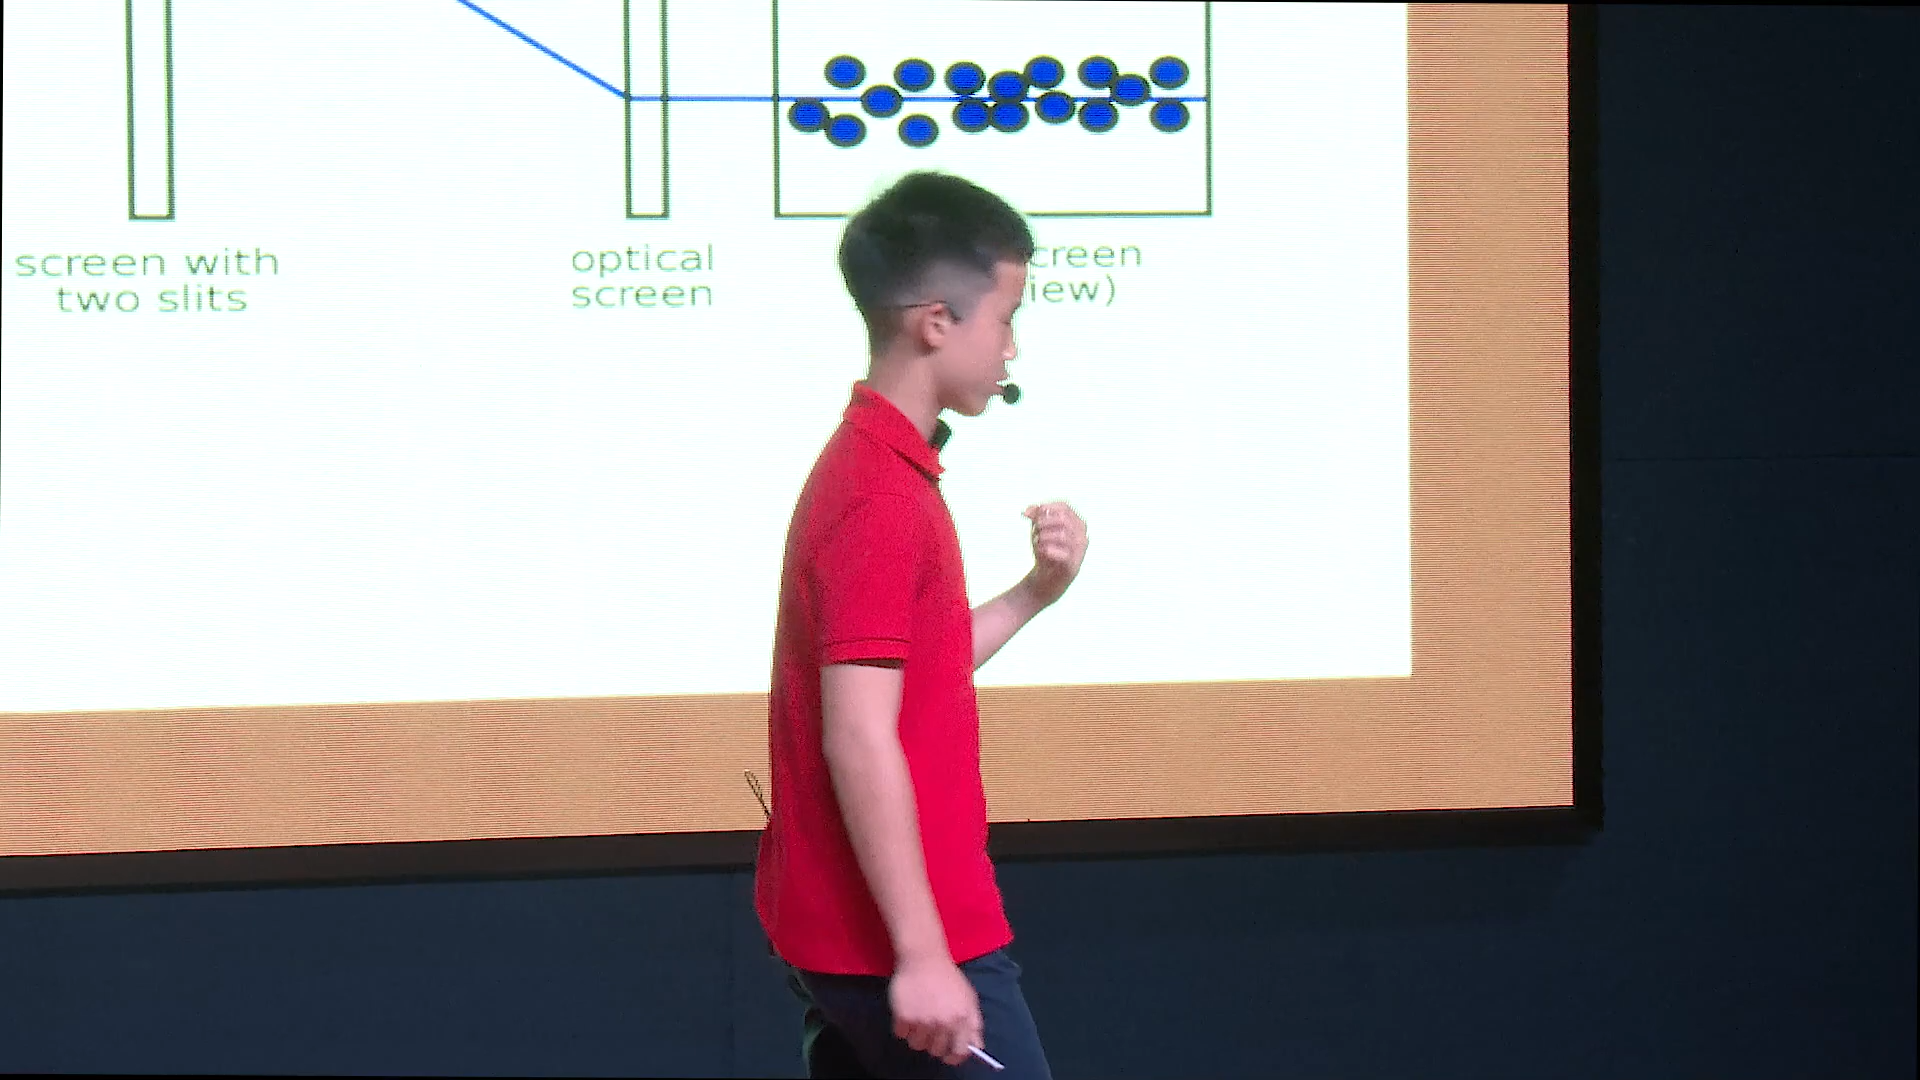 screen with
two slits
optical
screen
creen
iew)